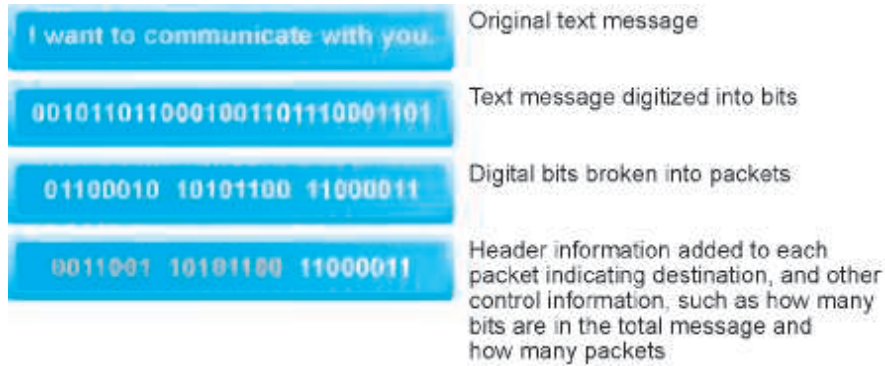 I want to communicate with you.
Original text message
001011011000100110111 0001101
Text message digitized into bits
01100010 10101100 11000011
Digital bits broken into packets
0011001 10101100 11000011
Header information added to each
packet indicating destination, and other
control information, such as how many
bits are in the total message and
how many packets